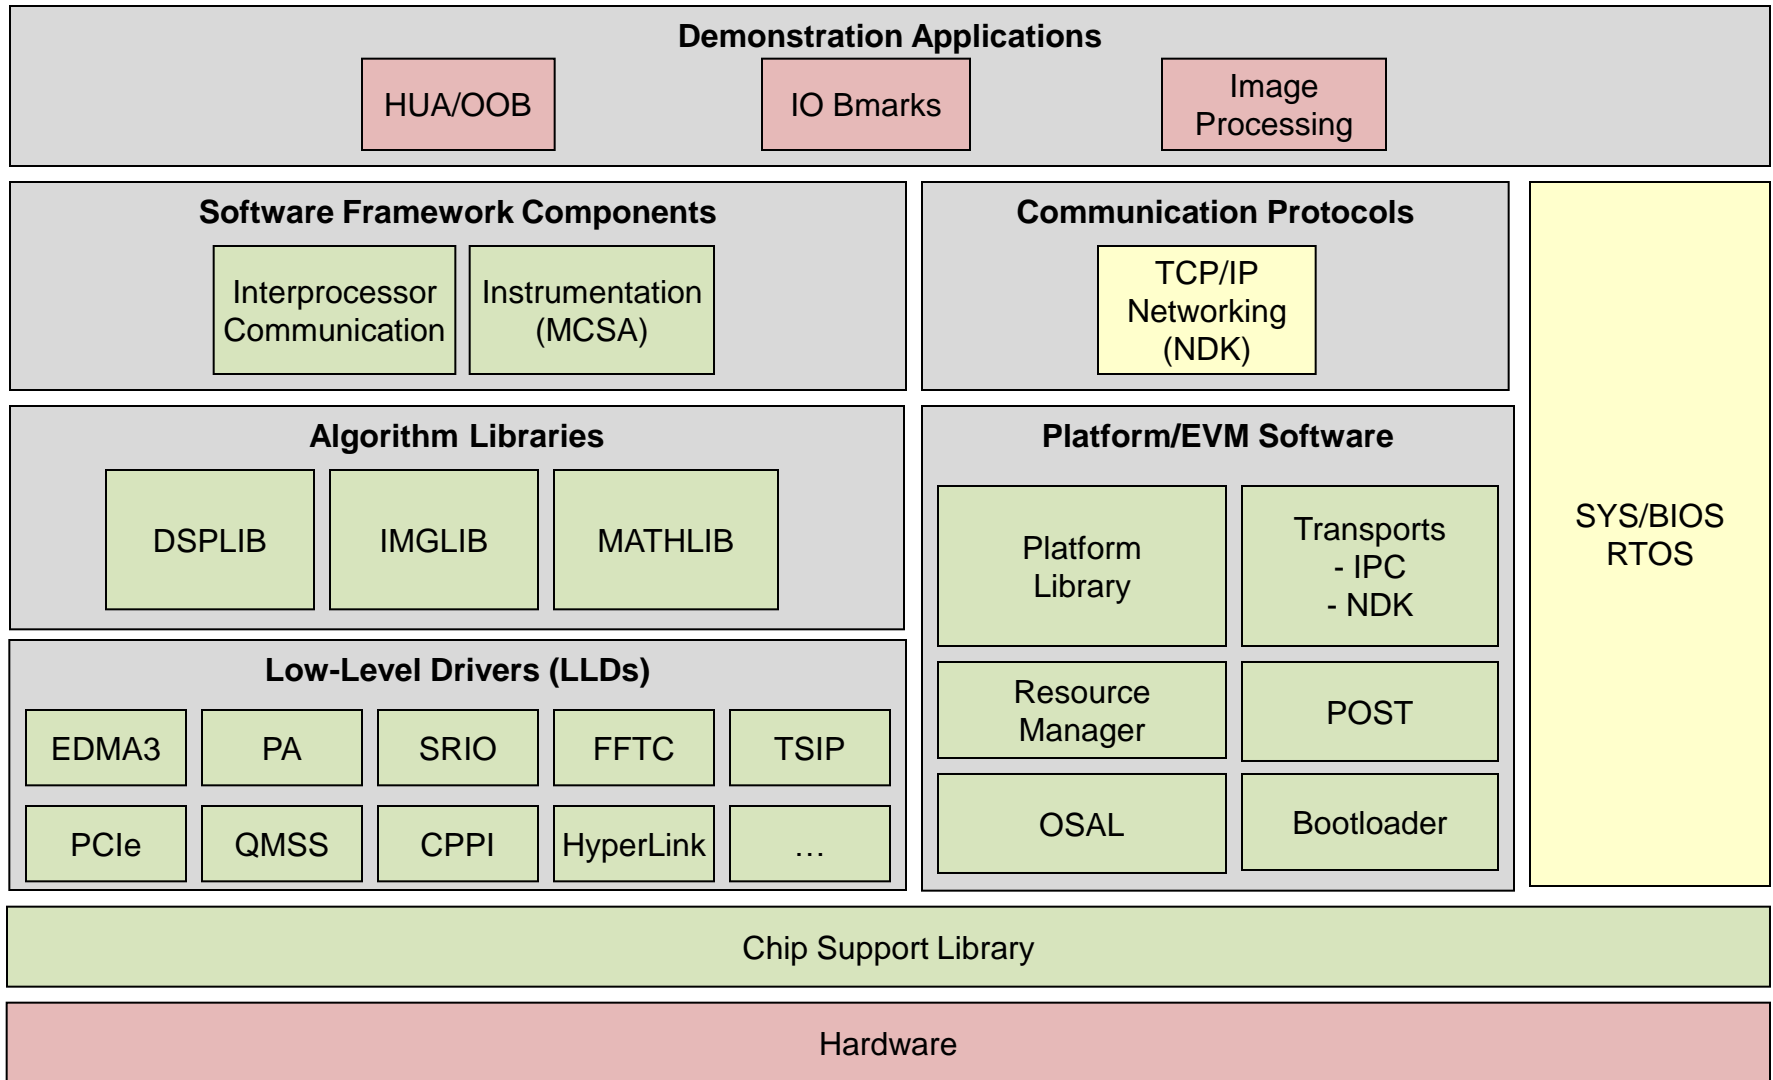 Demonstration Applications
HUA/OOB
IO Bmarks
Image
Processing
Software Framework Components
Interprocessor
Communication
Instrumentation
(MCSA)
Communication Protocols
TCP/IP
Networking
(NDK)
SYS/BIOS
RTOS
Algorithm Libraries
DSPLIB
IMGLIB
MATHLIB
Platform/EVM Software
Platform
Library
Transports
- IPC
- NDK
Resource
Manager
POST
OSAL
Bootloader
Low-Level Drivers (LLDs)
EDMA3
PA
SRIO
FFTC
TSIP
PCIe
QMSS
CPPI
HyperLink
…
Chip Support Library
Hardware